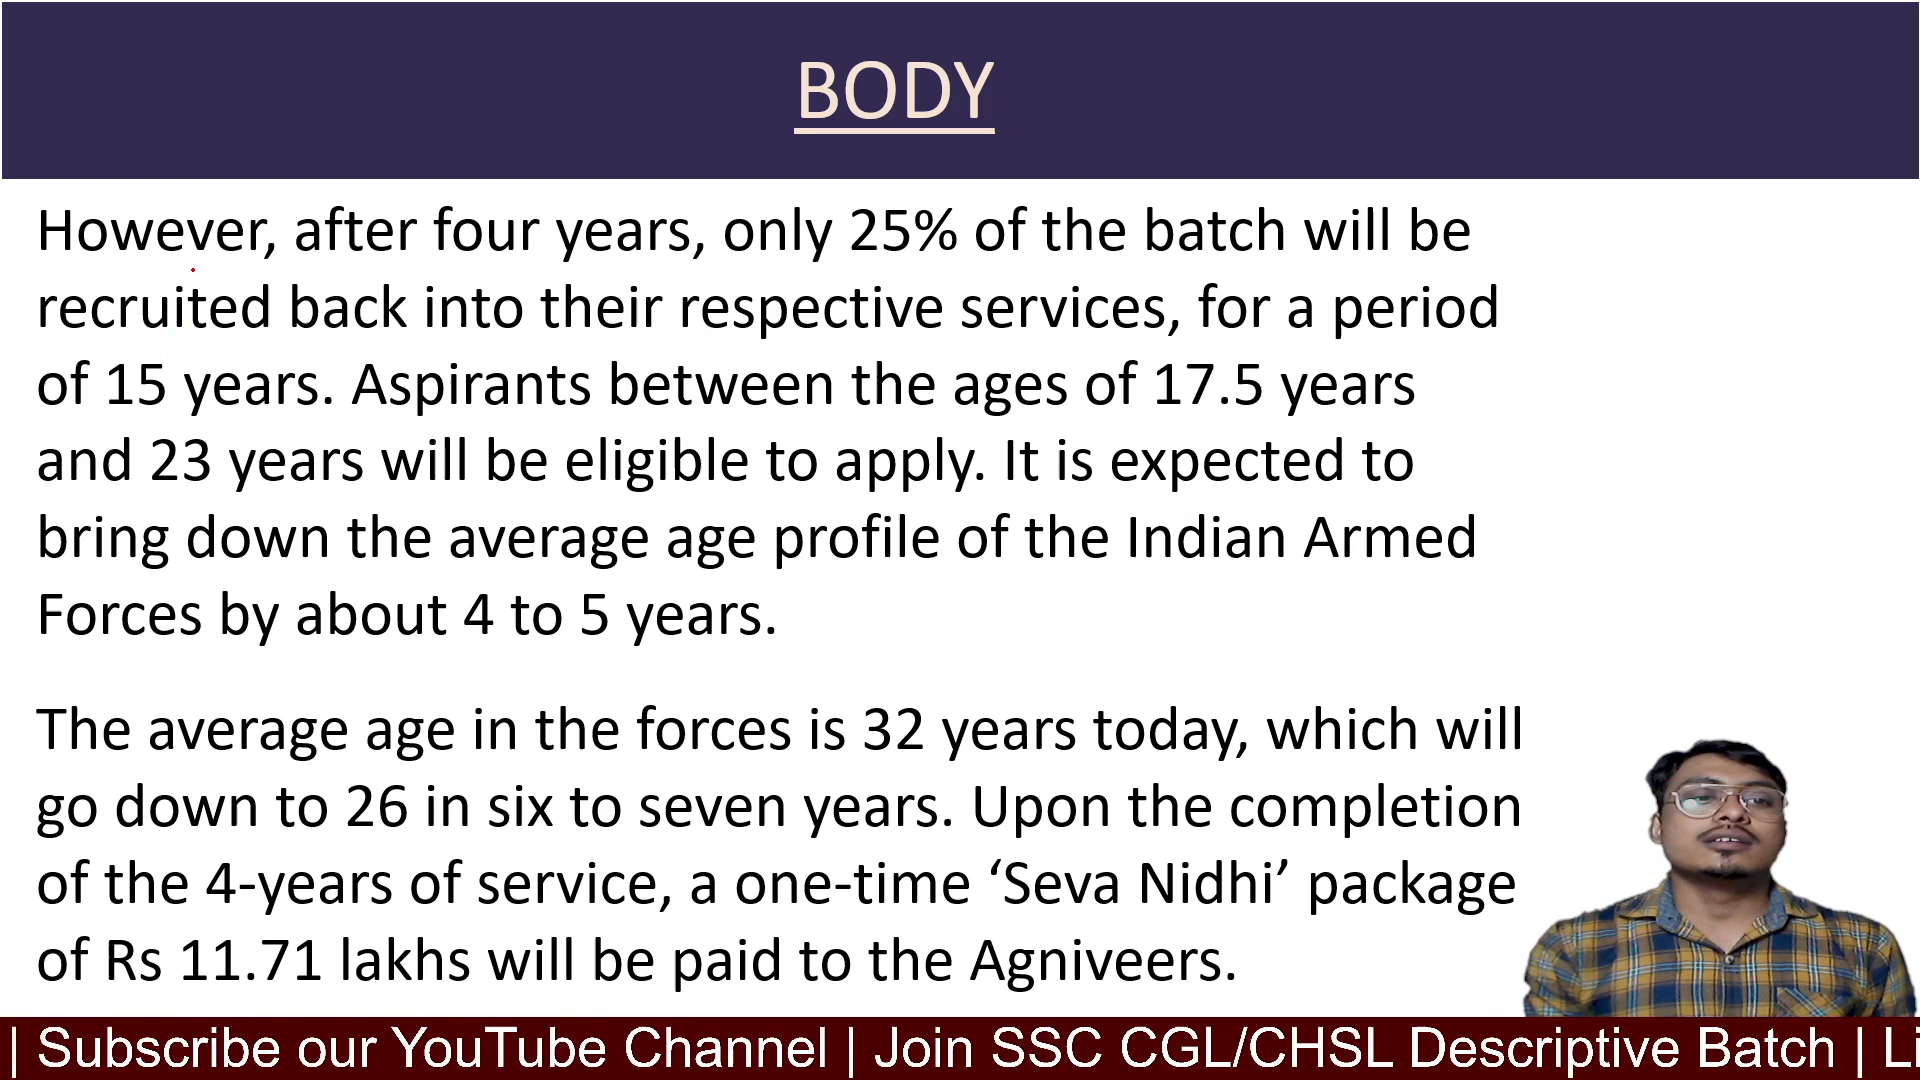 BODY
However, after four years, only 25% of the batch will be
recruited back into their respective services, for a period
of 15 years. Aspirants between the ages of 17.5 years
and 23 years will be eligible to apply. It is expected to
bring down the average age profile of the Indian Armed
Forces by about 4 to 5 years.
The average age in the forces is 32 years today, which will
go down to 26 in six to seven years. Upon the completion
of the 4-years of service, a one-time ‘Seva Nidhi’ package
of Rs 11.71 lakhs will be paid to the Agniveers.
| Subscribe our YouTube Channel | Join SSC CGL/CHSL Descriptive Batch |